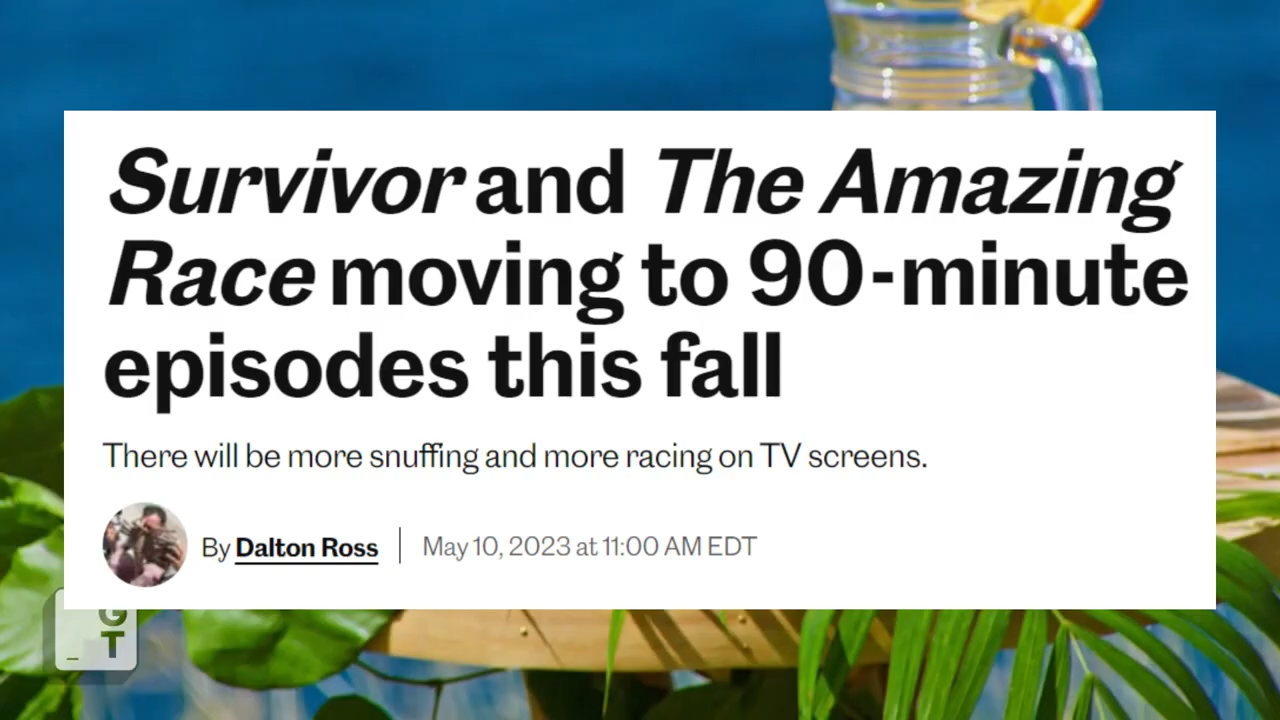 Survivor and The Amazing
Race moving to 90-minute
episodes this fall
There will be more snuffing and more racing on TV screens.
By Dalton Ross | May 10, 2023 at 11:00 AM EDT
G
_ T